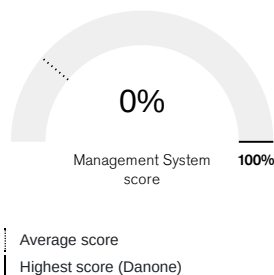 0%
Management System
score
100%
Average score
Highest score (Danone)